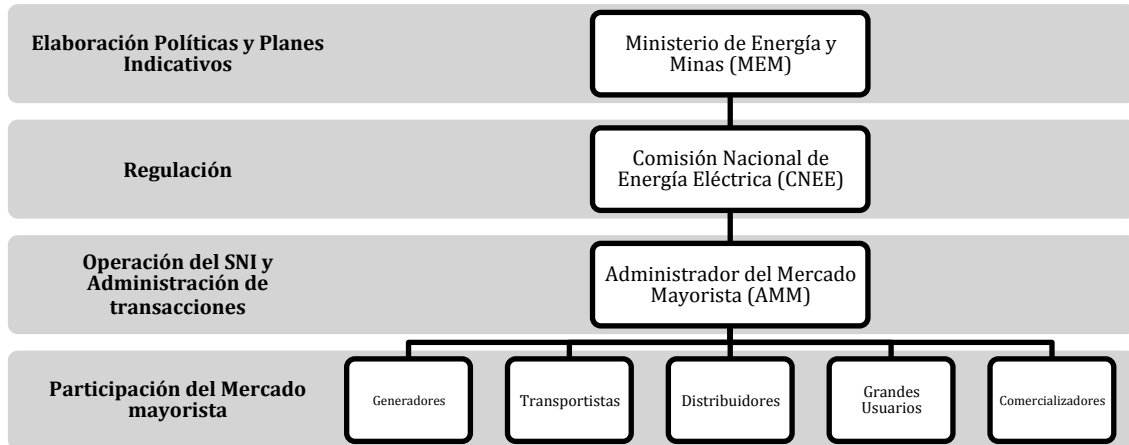 Elaboración Políticas y Planes
Indicativos
Ministerio de Energía y
Minas (MEM)
Regulación
Comisión Nacional de
Energía Eléctrica (CNEE)
Operación del SNI y
Administración de
transacciones
Administrador del Mercado
Mayorista (AMM)
Participación del Mercado
mayorista
Generadores
Transportistas
Distribuidores
Grandes
Usuarios
Comercializadores